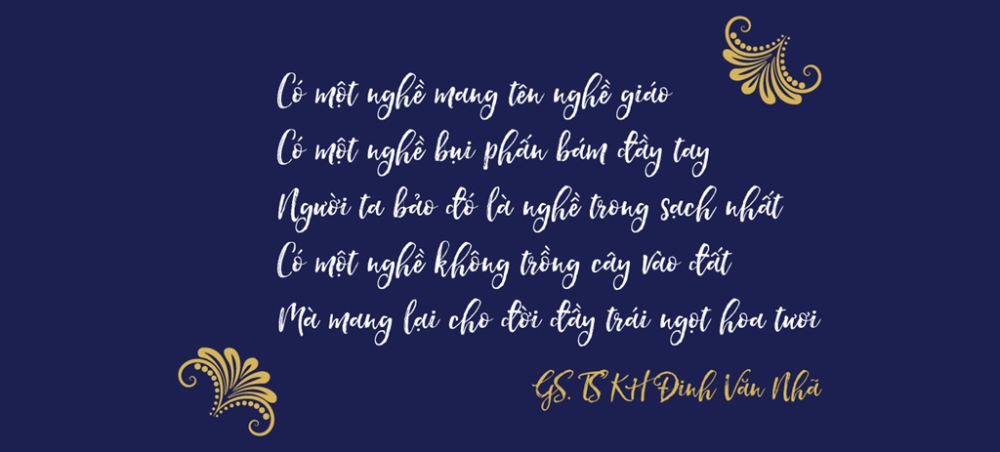 Có một nghề mang tên nghề giáo
Có một nghề bụi phấn bám đầy tay
Người ta bảo đó là nghề trong sạch nhất
Có một nghề không trồng cây vào đất
Mà mang lại cho đời đầy trái ngọt hoa tươi
GS. TS KH Đinh Văn Nhã